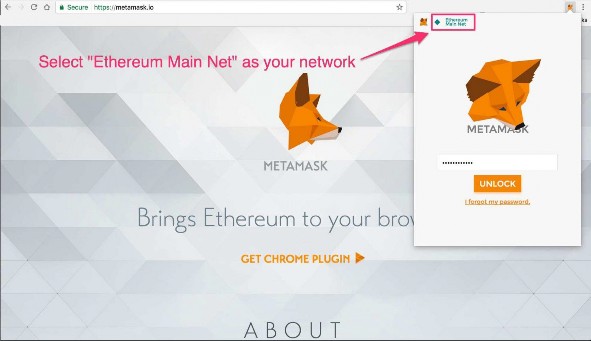 Secure https://metamask.io
Ethereum
Main Net
Select "Ethereum Main Net" as your network
METAMASK
METAMASK
UNLOCK
I forgot my password.
Brings Ethereum to your brow
GET CHROME PLUGIN
ABOUT